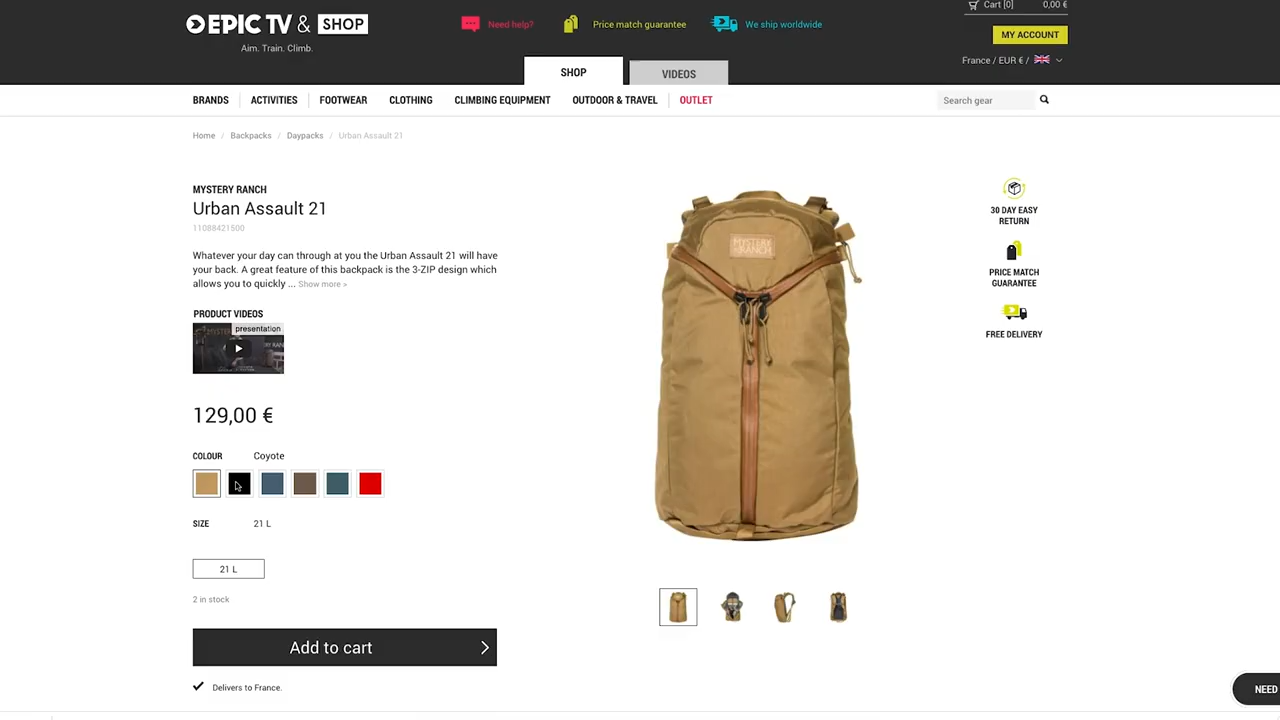 EPIC TV & SHOP
Aim. Train. Climb.
Need help?
Price match guarantee
We ship worldwide
Cart [0]
0,00 €
MY ACCOUNT
France / EUR € /
SHOP
VIDEOS
BRANDS
ACTIVITIES
FOOTWEAR
CLOTHING
CLIMBING EQUIPMENT
OUTDOOR & TRAVEL
OUTLET
Search gear
Home / Backpacks / Daypacks / Urban Assault 21
MYSTERY RANCH
Urban Assault 21
11088421500
Whatever your day can through at you the Urban Assault 21 will have
your back. A great feature of this backpack is the 3-ZIP design which
allows you to quickly ... Show more >
PRODUCT VIDEOS
presentation
129,00 €
COLOUR
Coyote
SIZE
21 L
21 L
2 in stock
Add to cart
Delivers to France.
MYSTERY
RANCH
30 DAY EASY
RETURN
PRICE MATCH
GUARANTEE
FREE DELIVERY
NEED